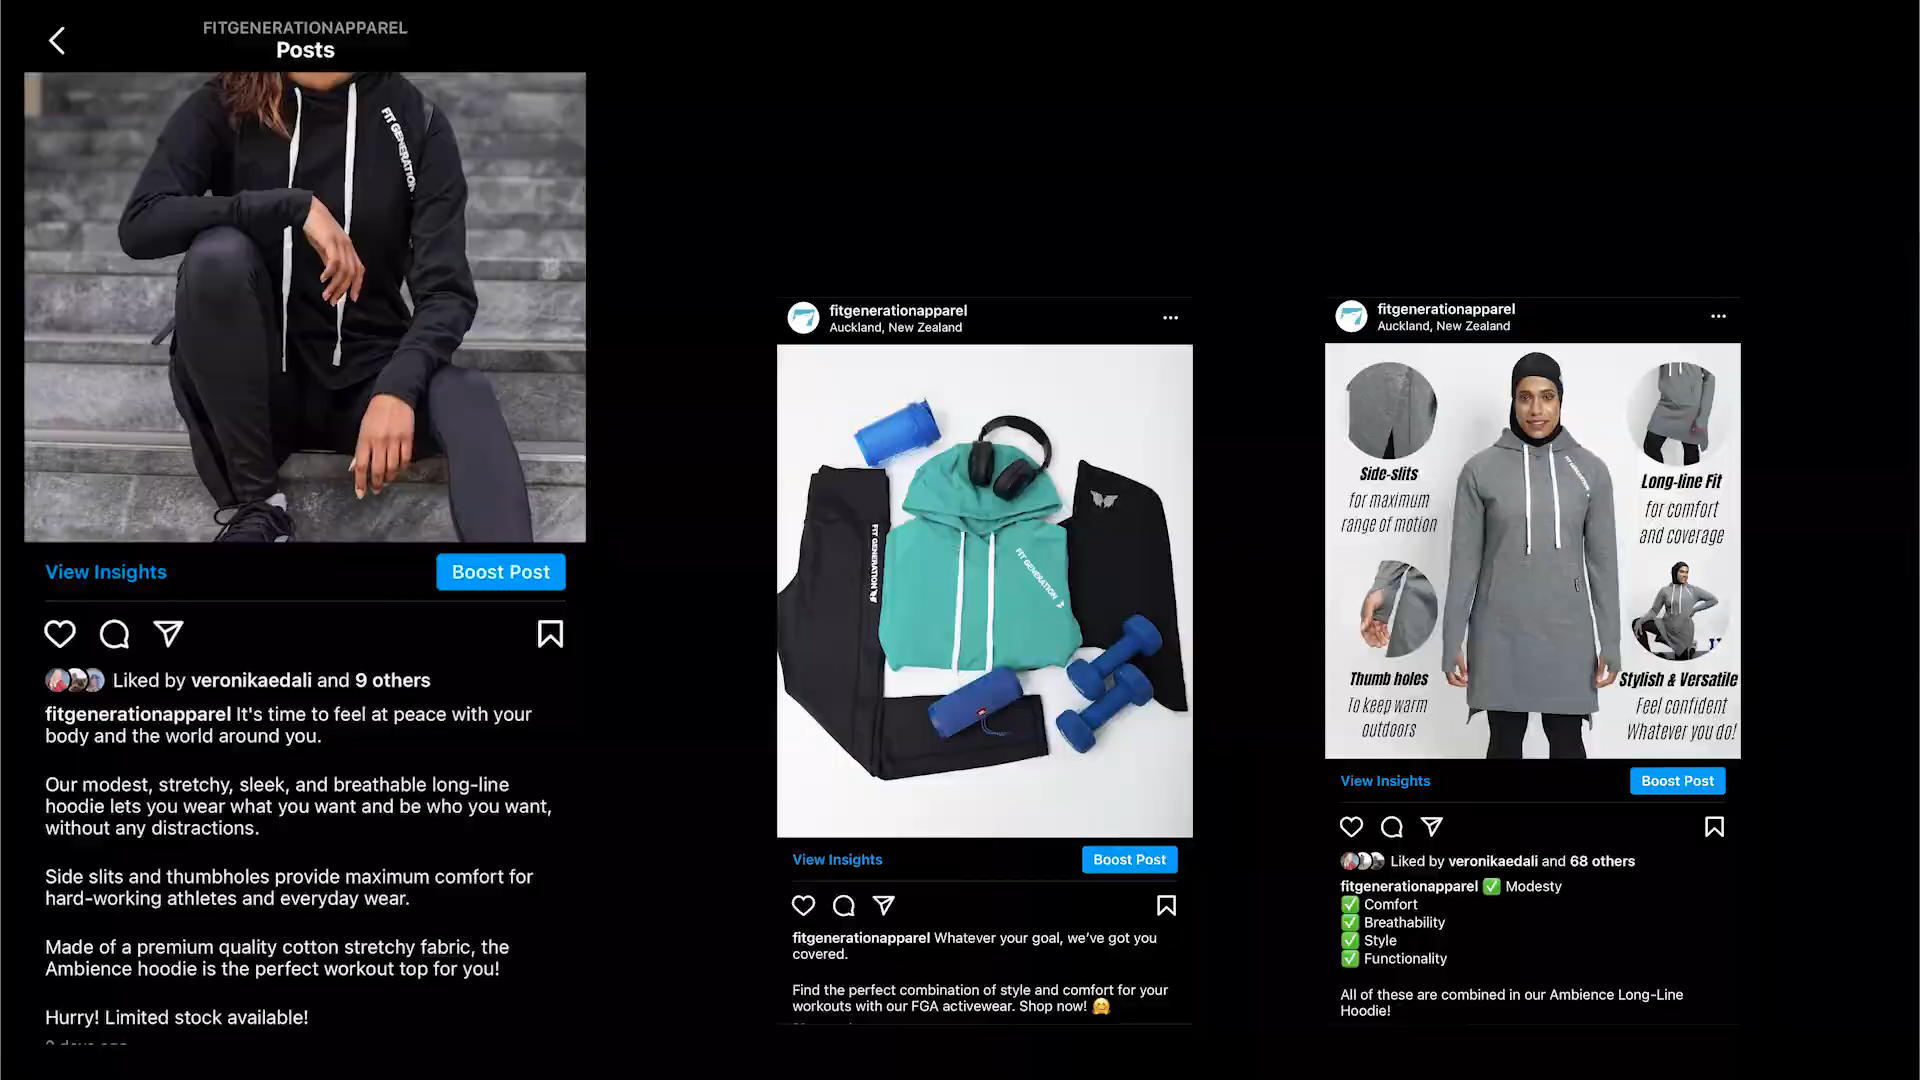 FITGENERATIONAPPAREL
Posts
FIT GENERATION
View Insights
Boost Post
Liked by veronikaedali and 9 others
fitgenerationapparel It's time to feel at peace with your
body and the world around you.
Our modest, stretchy, sleek, and breathable long-line
hoodie lets you wear what you want and be who you want,
without any distractions.
Side slits and thumbholes provide maximum comfort for
hard-working athletes and everyday wear.
Made of a premium quality cotton stretchy fabric, the
Ambience hoodie is the perfect workout top for you!
Hurry! Limited stock available!
fitgenerationapparel
Auckland, New Zealand
FIT GENERATION
FIT GENERATION
View Insights
Boost Post
fitgenerationapparel Whatever your goal, we’ve got you
covered.
Find the perfect combination of style and comfort for your
workouts with our FGA activewear. Shop now! 🤗
fitgenerationapparel
Auckland, New Zealand
FIT GENERATION
Side-slits
for maximum
range of motion
Long-line Fit
for comfort
and coverage
Thumb holes
To keep warm
outdoors
Stylish & Versatile
Feel confident
Whatever you do!
View Insights
Boost Post
Liked by veronikaedali and 68 others
fitgenerationapparel ✅ Modesty
✅ Comfort
✅ Breathability
✅ Style
✅ Functionality
All of these are combined in our Ambience Long-Line
Hoodie!